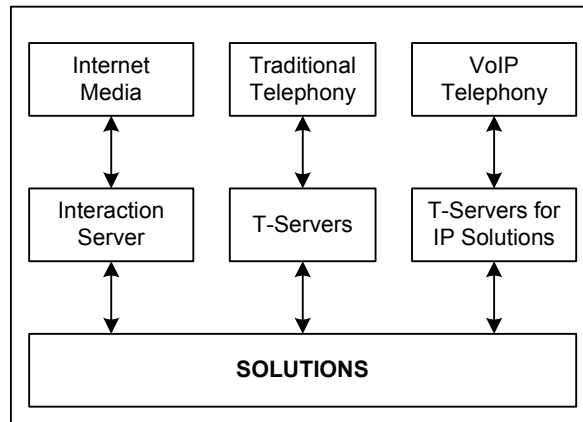 Internet
Media
Traditional
Telephony
VoIP
Telephony
Interaction
Server
T-Servers
T-Servers for
IP Solutions
SOLUTIONS